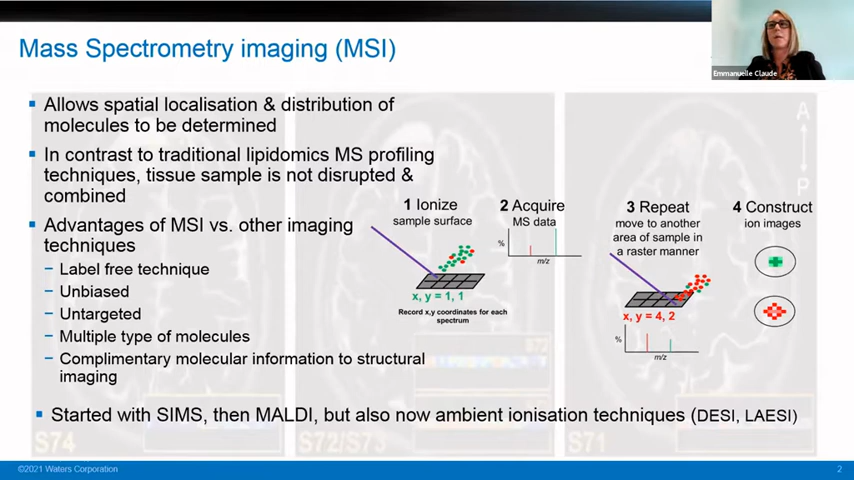 Mass Spectrometry imaging (MSI)
Emmanuelle Claude
Allows spatial localisation & distribution of
molecules to be determined
In contrast to traditional lipidomics MS profiling
techniques, tissue sample is not disrupted &
combined
Advantages of MSI vs. other imaging
techniques
− Label free technique
− Unbiased
− Untargeted
− Multiple type of molecules
− Complimentary molecular information to structural
imaging
1 Ionize
sample surface
x, y = 1, 1
Record x,y coordinates for each
spectrum
2 Acquire
MS data
%
m/z
3 Repeat
move to another
area of sample in
a raster manner
x, y = 4, 2
%
m/z
4 Construct
ion images
A
P
Started with SIMS, then MALDI, but also now ambient ionisation techniques (DESI, LAESI)
S74
S72/S73
S71
©2021 Waters Corporation
2